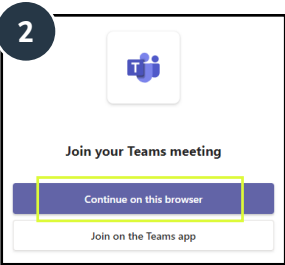 2
T
Join your Teams meeting
Continue on this browser
Join on the Teams app